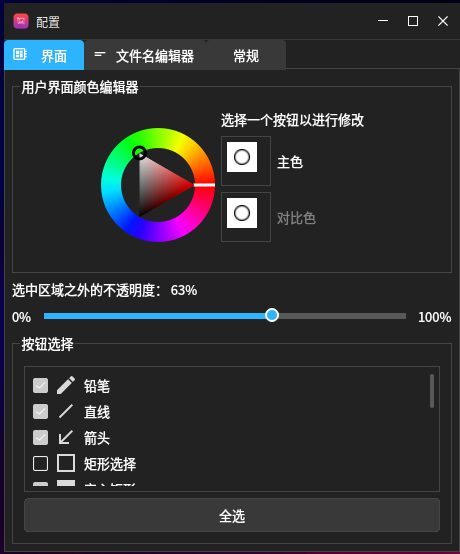 配置
界面
文件名编辑器
常规
用户界面颜色编辑器
选择一个按钮以进行修改
主色
对比色
选中区域之外的不透明度： 63%
0%
100%
按钮选择
铅笔
直线
箭头
矩形选择
全选